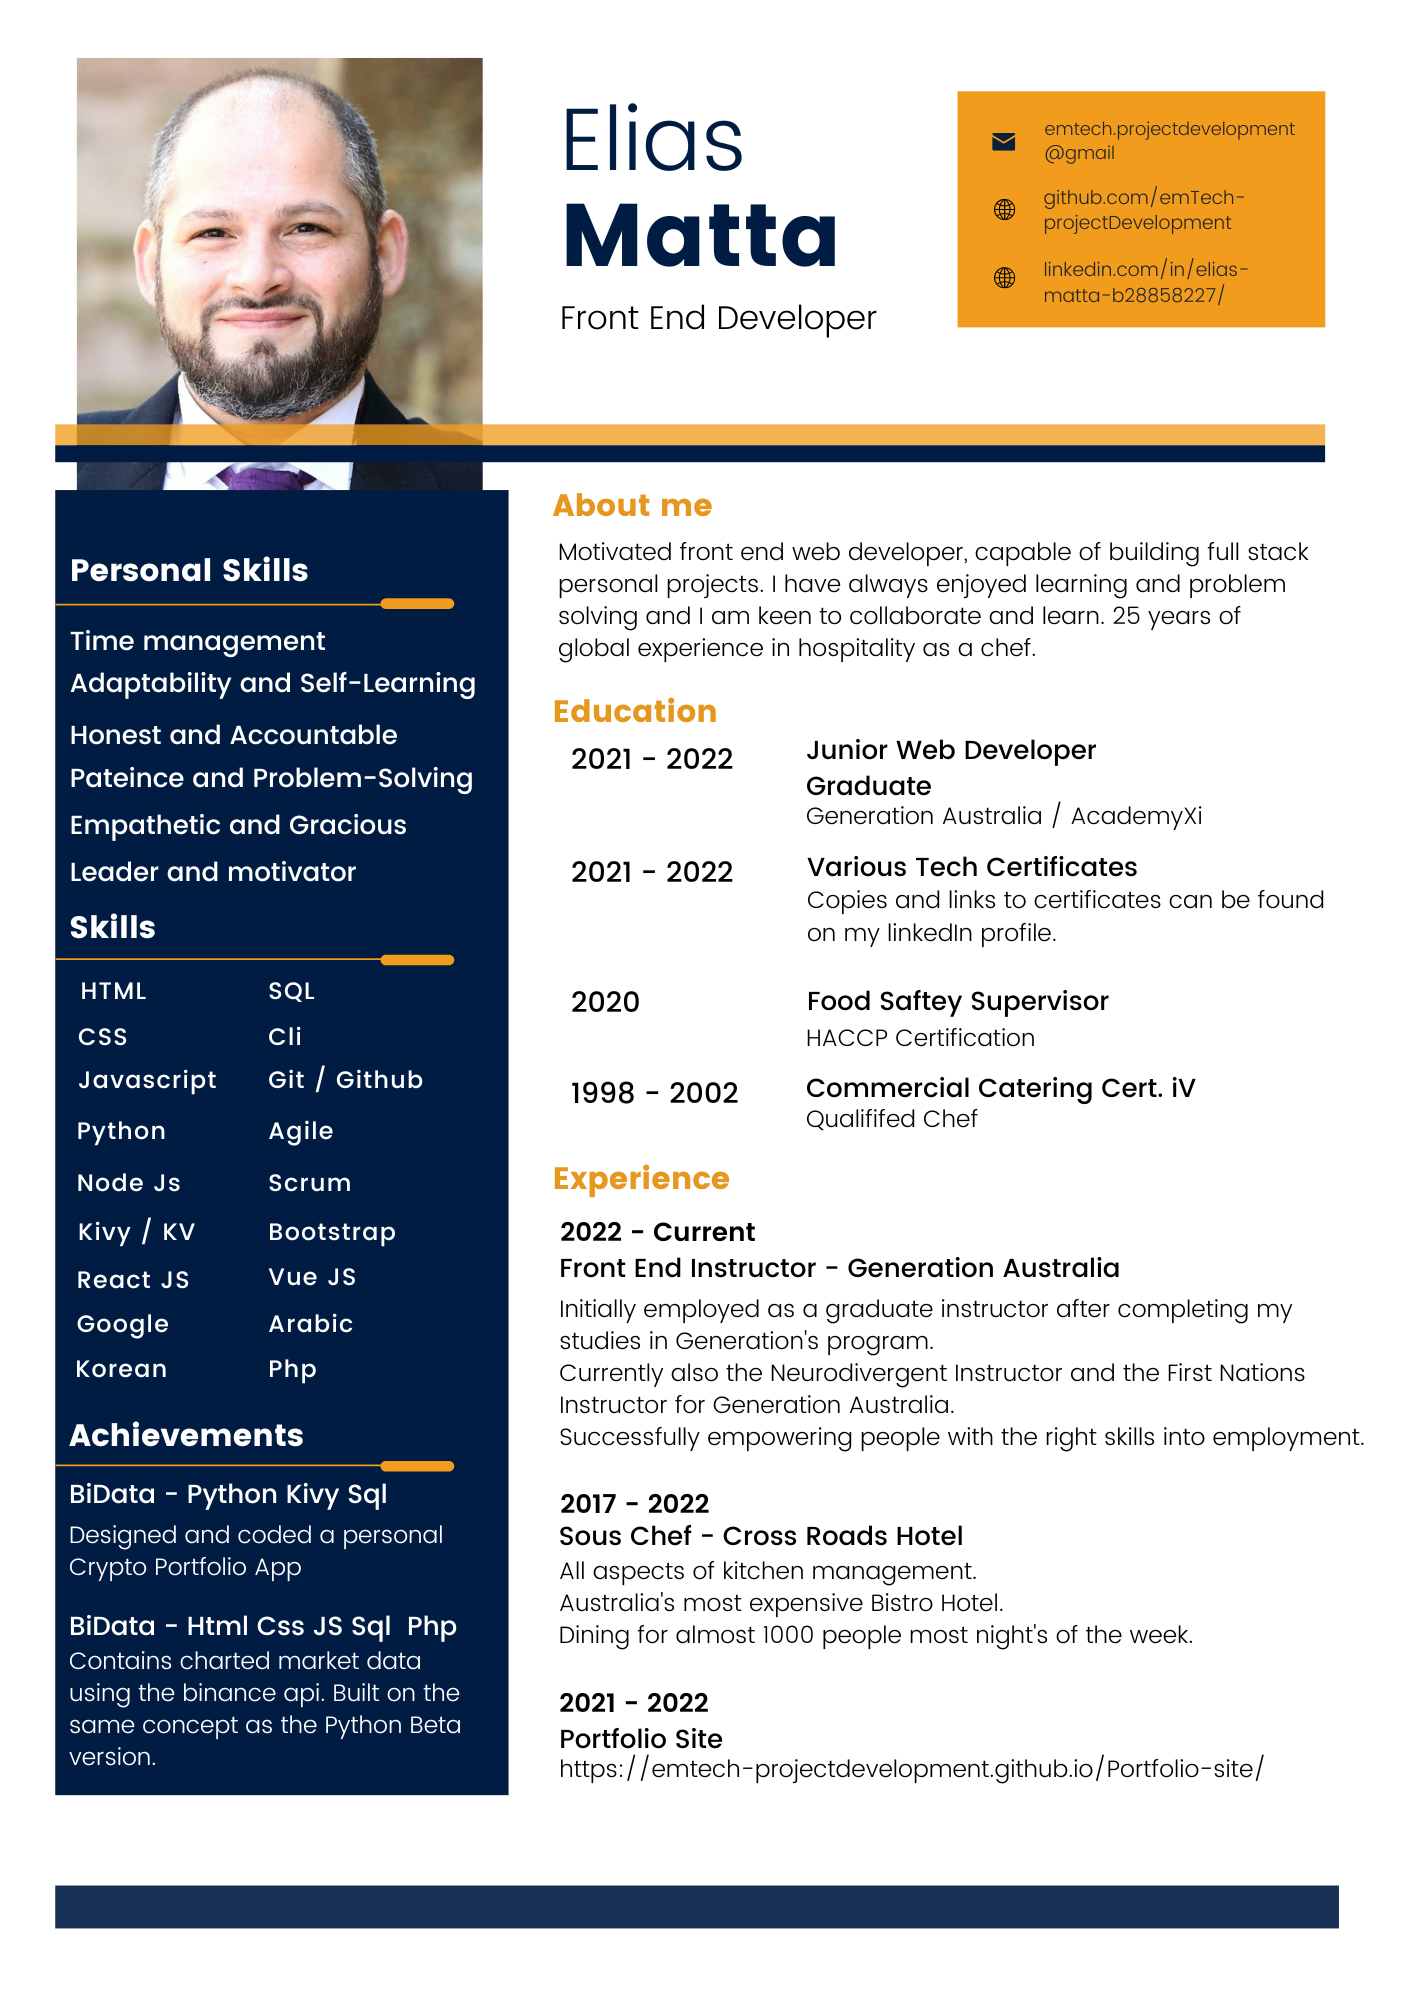 Elias
Matta
Front End Developer
emtech.projectdevelopment
@gmail
github.com/emTech-
projectDevelopment
linkedin.com/in/elias-
matta-b28858227/
Personal Skills
Time management
Adaptability and Self-Learning
Honest and Accountable
Pateince and Problem-Solving
Empathetic and Gracious
Leader and motivator
Skills
HTML SQL
CSS Cli
Javascript Git / Github
Python Agile
Node Js Scrum
Kivy / KV Bootstrap
React JS Vue JS
Google Arabic
Korean Php
Achievements
BiData - Python Kivy Sql
Designed and coded a personal
Crypto Portfolio App
BiData - Html Css JS Sql  Php
Contains charted market data
using the binance api. Built on the
same concept as the Python Beta
version.
About me
Motivated front end web developer, capable of building full stack
personal projects. I have always enjoyed learning and problem
solving and I am keen to collaborate and learn. 25 years of
global experience in hospitality as a chef.
Education
2021 - 2022 Junior Web Developer
Graduate
Generation Australia / AcademyXi
2021 - 2022 Various Tech Certificates
Copies and links to certificates can be found
on my linkedIn profile.
2020 Food Saftey Supervisor
HACCP Certification
1998 - 2002 Commercial Catering Cert. iV
Qualififed Chef
Experience
2022 - Current
Front End Instructor - Generation Australia
Initially employed as a graduate instructor after completing my
studies in Generation's program.
Currently also the Neurodivergent Instructor and the First Nations
Instructor for Generation Australia.
Successfully empowering people with the right skills into employment.
2017 - 2022
Sous Chef - Cross Roads Hotel
All aspects of kitchen management.
Australia's most expensive Bistro Hotel.
Dining for almost 1000 people most night's of the week.
2021 - 2022
Portfolio Site
https://emtech-projectdevelopment.github.io/Portfolio-site/